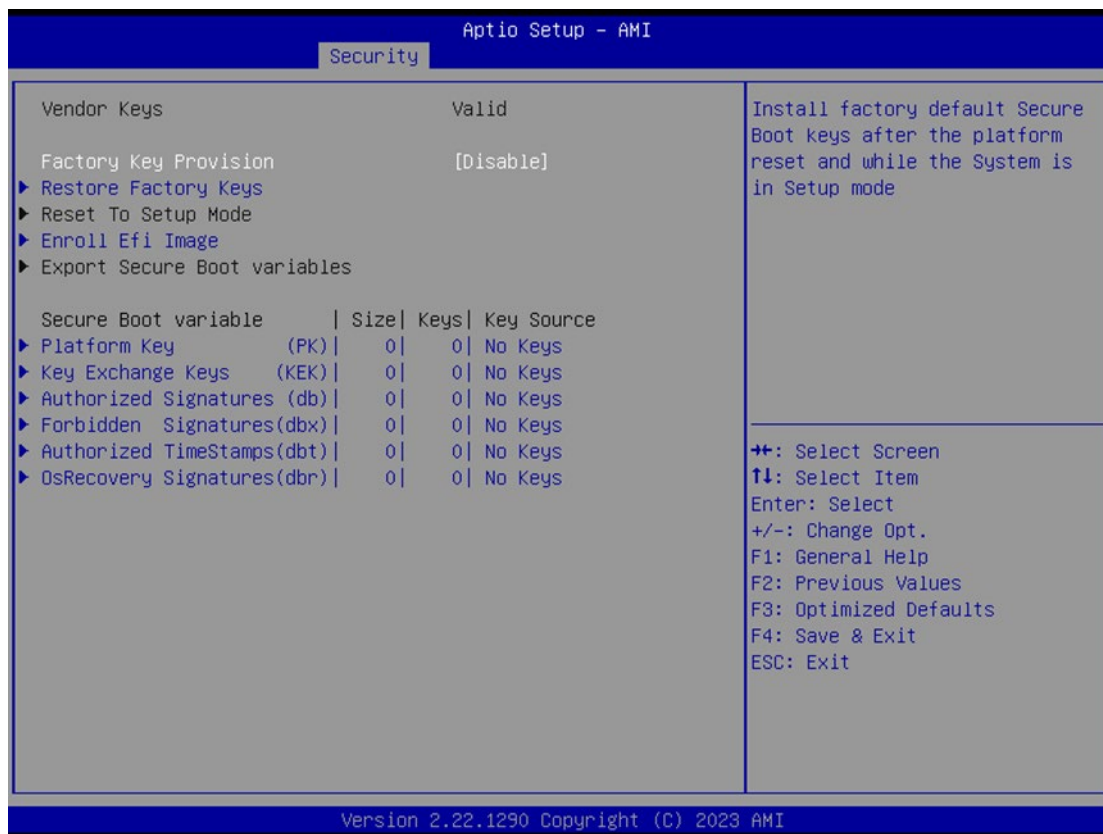 Aptio Setup – AMI
Security
Vendor Keys Valid
Factory Key Provision [Disable]
Restore Factory Keys
Reset To Setup Mode
Enroll Efi Image
Export Secure Boot variables
Secure Boot variable | Size| Keys| Key Source
Platform Key (PK)| 0| 0| No Keys
Key Exchange Keys (KEK)| 0| 0| No Keys
Authorized Signatures (db)| 0| 0| No Keys
Forbidden Signatures(dbx)| 0| 0| No Keys
Authorized TimeStamps(dbt)| 0| 0| No Keys
OsRecovery Signatures(dbr)| 0| 0| No Keys
Install factory default Secure
Boot keys after the platform
reset and while the System is
in Setup mode
→←: Select Screen
↑↓: Select Item
Enter: Select
+/-: Change Opt.
F1: General Help
F2: Previous Values
F3: Optimized Defaults
F4: Save & Exit
ESC: Exit
Version 2.22.1290 Copyright (C) 2023 AMI